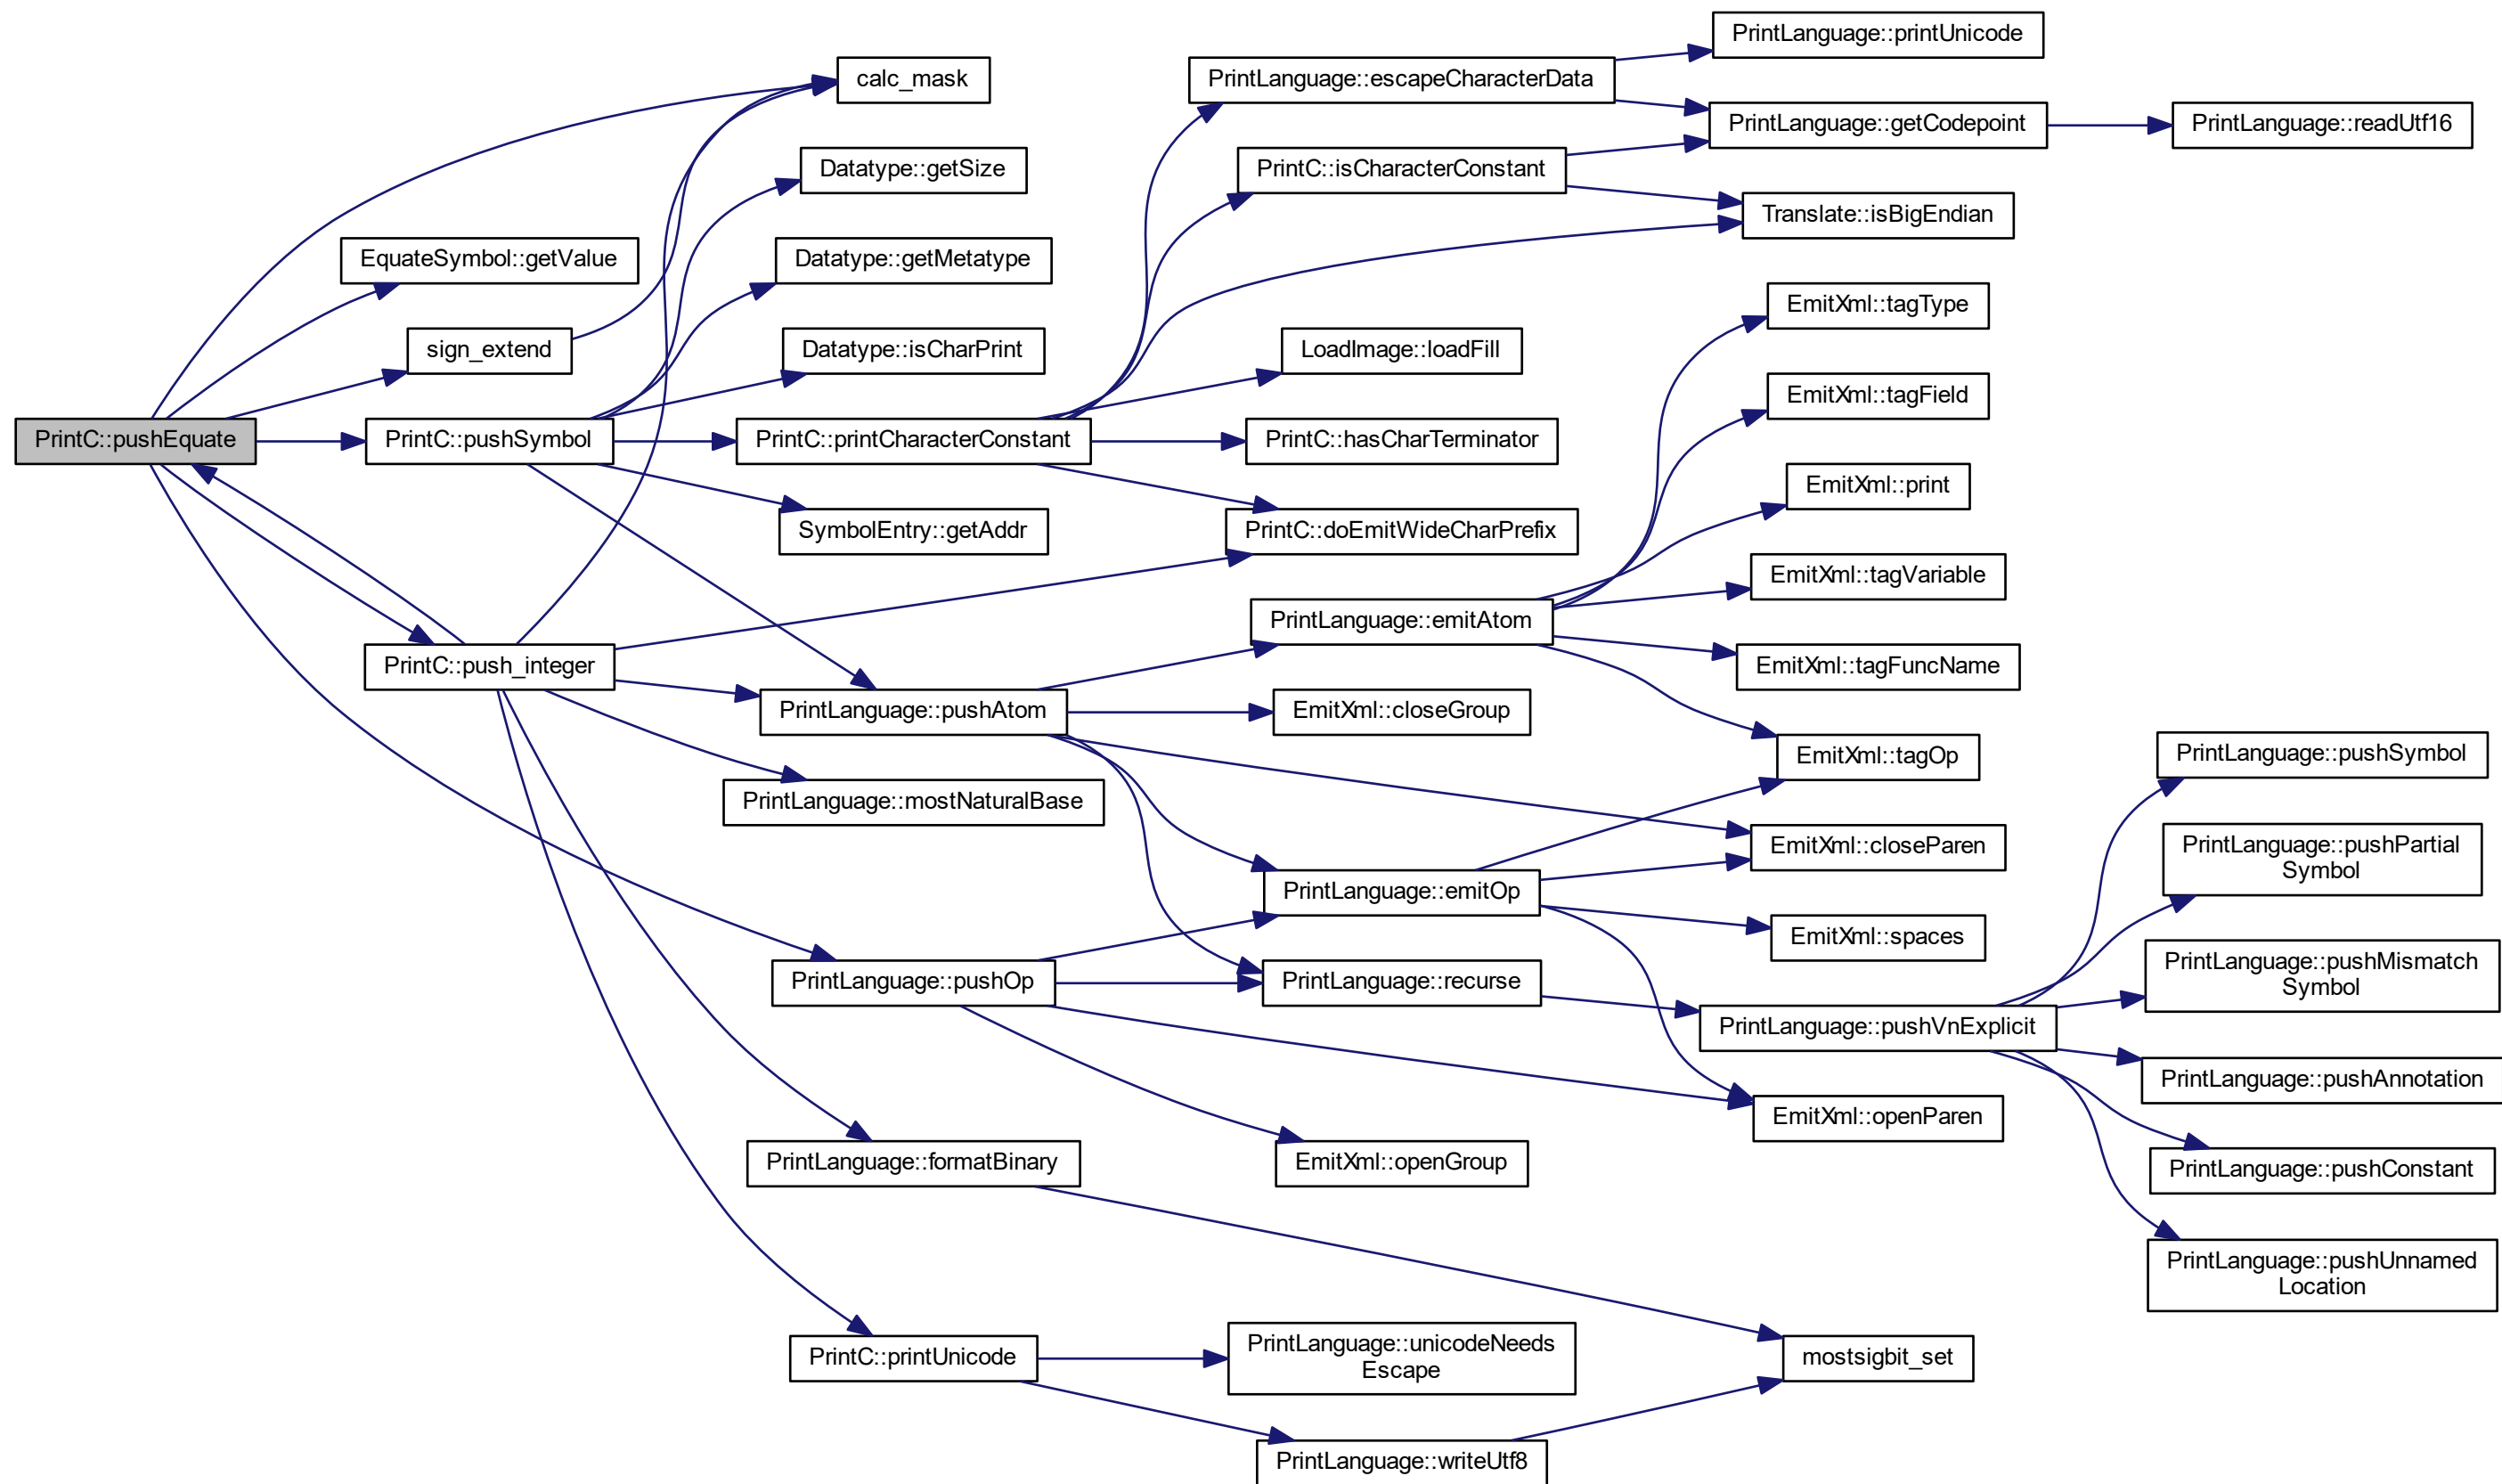 PrintLanguage::printUnicode
calc_mask
PrintLanguage::escapeCharacterData
PrintLanguage::getCodepoint
PrintLanguage::readUtf16
Datatype::getSize
PrintC::isCharacterConstant
Translate::isBigEndian
EquateSymbol::getValue
Datatype::getMetatype
EmitXml::tagType
sign_extend
Datatype::isCharPrint
LoadImage::loadFill
EmitXml::tagField
PrintC::pushEquate
PrintC::pushSymbol
PrintC::printCharacterConstant
PrintC::hasCharTerminator
EmitXml::print
SymbolEntry::getAddr
PrintC::doEmitWideCharPrefix
EmitXml::tagVariable
PrintLanguage::emitAtom
PrintC::push_integer
EmitXml::tagFuncName
PrintLanguage::pushAtom
EmitXml::closeGroup
EmitXml::tagOp
PrintLanguage::pushSymbol
PrintLanguage::mostNaturalBase
EmitXml::closeParen
PrintLanguage::pushPartial
Symbol
PrintLanguage::emitOp
EmitXml::spaces
PrintLanguage::pushOp
PrintLanguage::recurse
PrintLanguage::pushMismatch
Symbol
PrintLanguage::pushVnExplicit
PrintLanguage::pushAnnotation
EmitXml::openParen
PrintLanguage::formatBinary
EmitXml::openGroup
PrintLanguage::pushConstant
PrintLanguage::pushUnnamed
Location
PrintC::printUnicode
PrintLanguage::unicodeNeeds
Escape
mostsigbit_set
PrintLanguage::writeUtf8